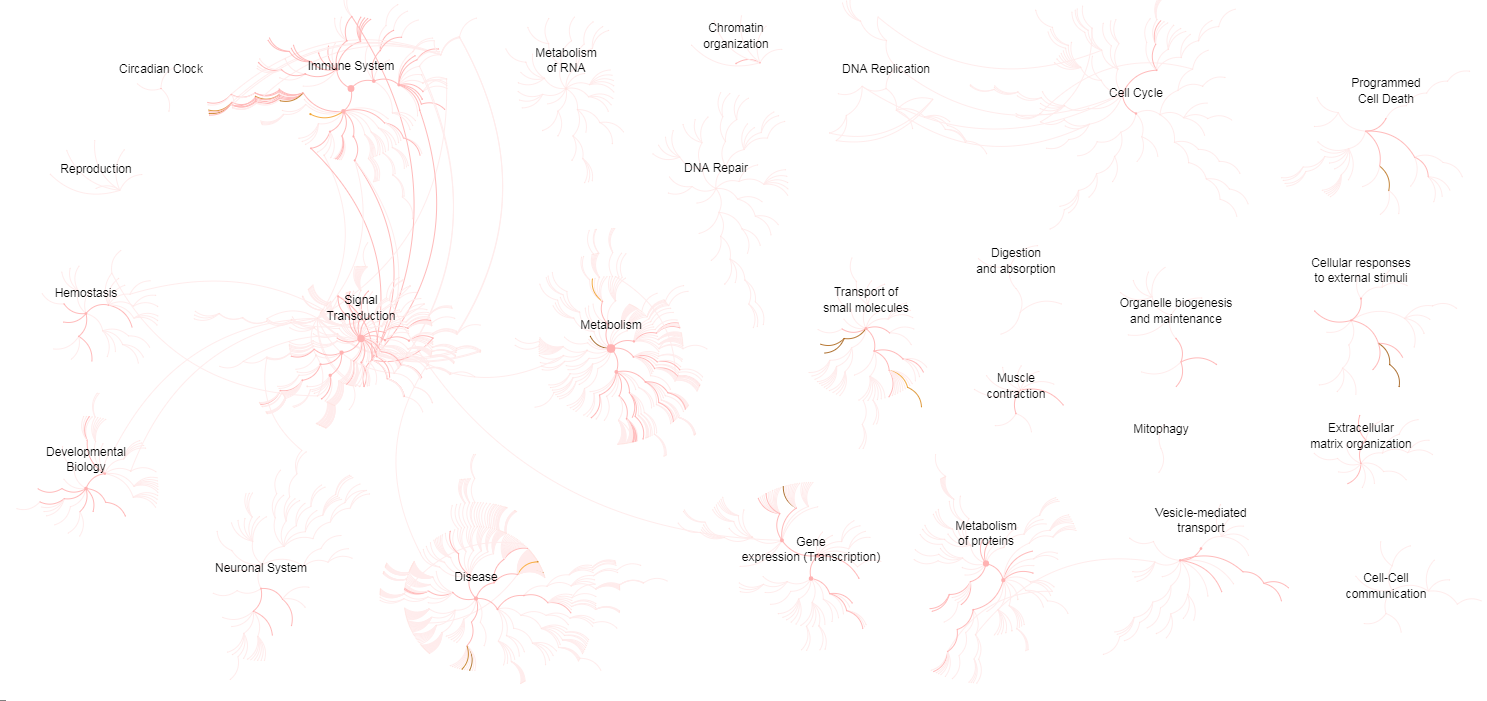 Circadian Clock
Immune System
Metabolism
of RNA
Chromatin
organization
DNA Replication
Cell Cycle
Programmed
Cell Death
Reproduction
DNA Repair
Hemostasis
Signal
Transduction
Metabolism
Transport of
small molecules
Digestion
and absorption
Organelle biogenesis
and maintenance
Cellular responses
to external stimuli
Muscle
contraction
Mitophagy
Extracellular
matrix organization
Developmental
Biology
Neuronal System
Disease
Gene
expression (Transcription)
Metabolism
of proteins
Vesicle-mediated
transport
Cell-Cell
communication